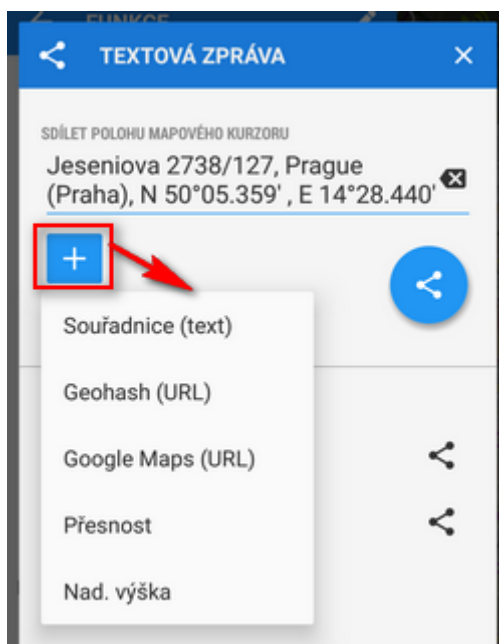 FUNKCE
TEXTOVÁ ZPRÁVA
SDÍLET POLOHU MAPOVÉHO KURZORU
Jeseniova 2738/127, Prague
(Praha), N 50°05.359' , E 14°28.440'
Souřadnice (text)
Geohash (URL)
Google Maps (URL)
Přesnost
Nad. výška